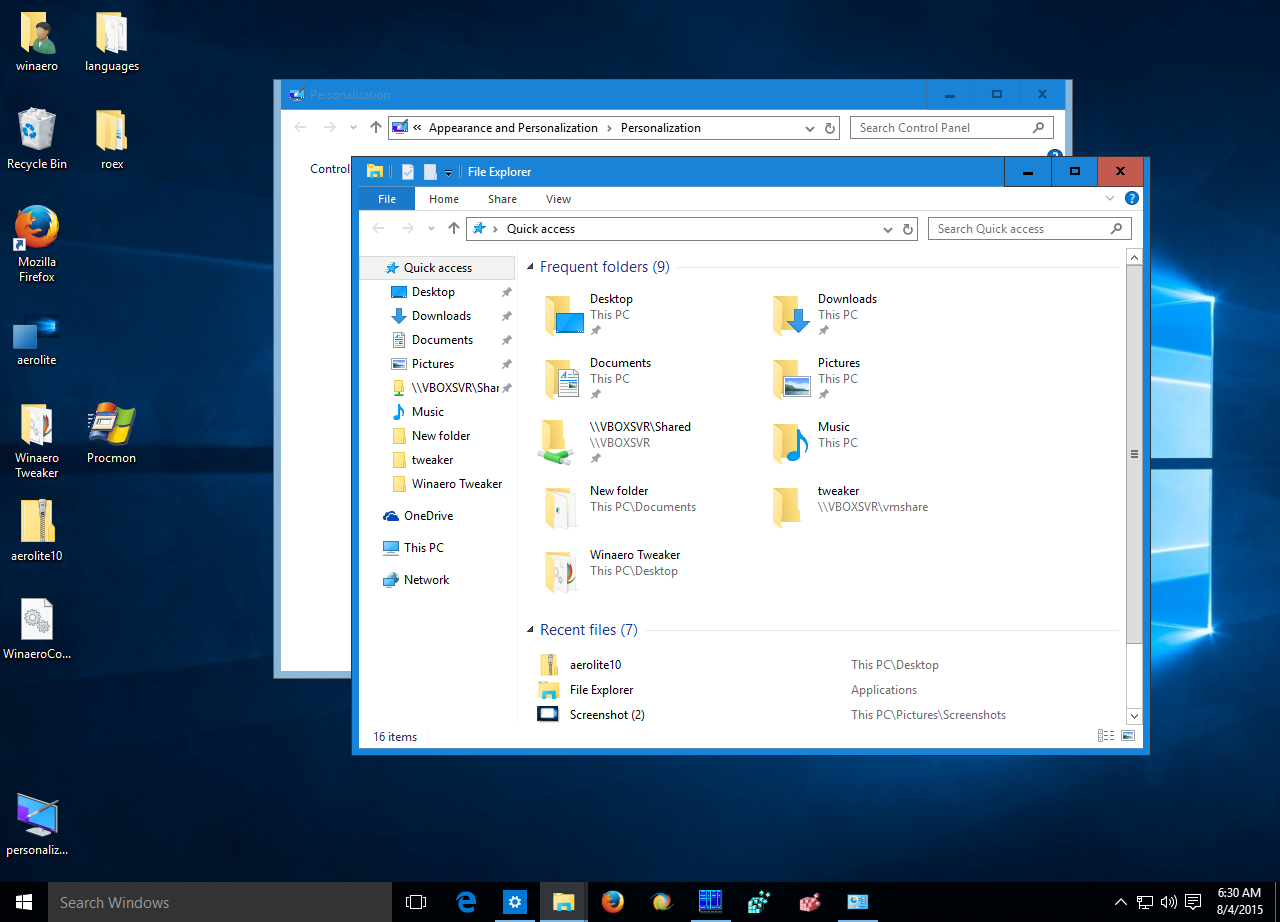 winaero
languages
Recycle Bin
roex
Mozilla
Firefox
aerolite
Winaero
Tweaker
Procmon
aerolite10
WinaeroCo...
personaliz...
Personalization
« Appearance and Personalization › Personalization
Search Control Panel
Control
File Explorer
File Home Share View
Quick access
Search Quick access
Quick access
Desktop
Downloads
Documents
Pictures
\\VBOXSVR\Shar
Music
New folder
tweaker
Winaero Tweaker
OneDrive
This PC
Network
Frequent folders (9)
Desktop
This PC
Downloads
This PC
Documents
This PC
Pictures
This PC
\\VBOXSVR\Shared
\\VBOXSVR
Music
This PC
New folder
This PC\Documents
tweaker
\\VBOXSVR\vmshare
Winaero Tweaker
This PC\Desktop
Recent files (7)
aerolite10 This PC\Desktop
File Explorer Applications
Screenshot (2) This PC\Pictures\Screenshots
16 items
Search Windows
6:30 AM
8/4/2015